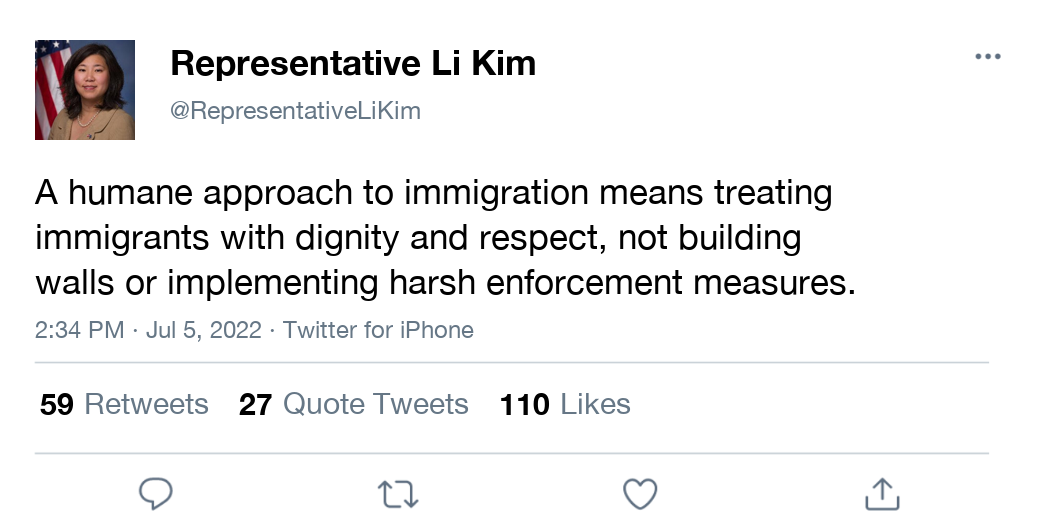 Representative Li Kim
@RepresentativeLiKim
A humane approach to immigration means treating
immigrants with dignity and respect, not building
walls or implementing harsh enforcement measures.
2:34 PM · Jul 5, 2022 · Twitter for iPhone
59 Retweets 27 Quote Tweets 110 Likes